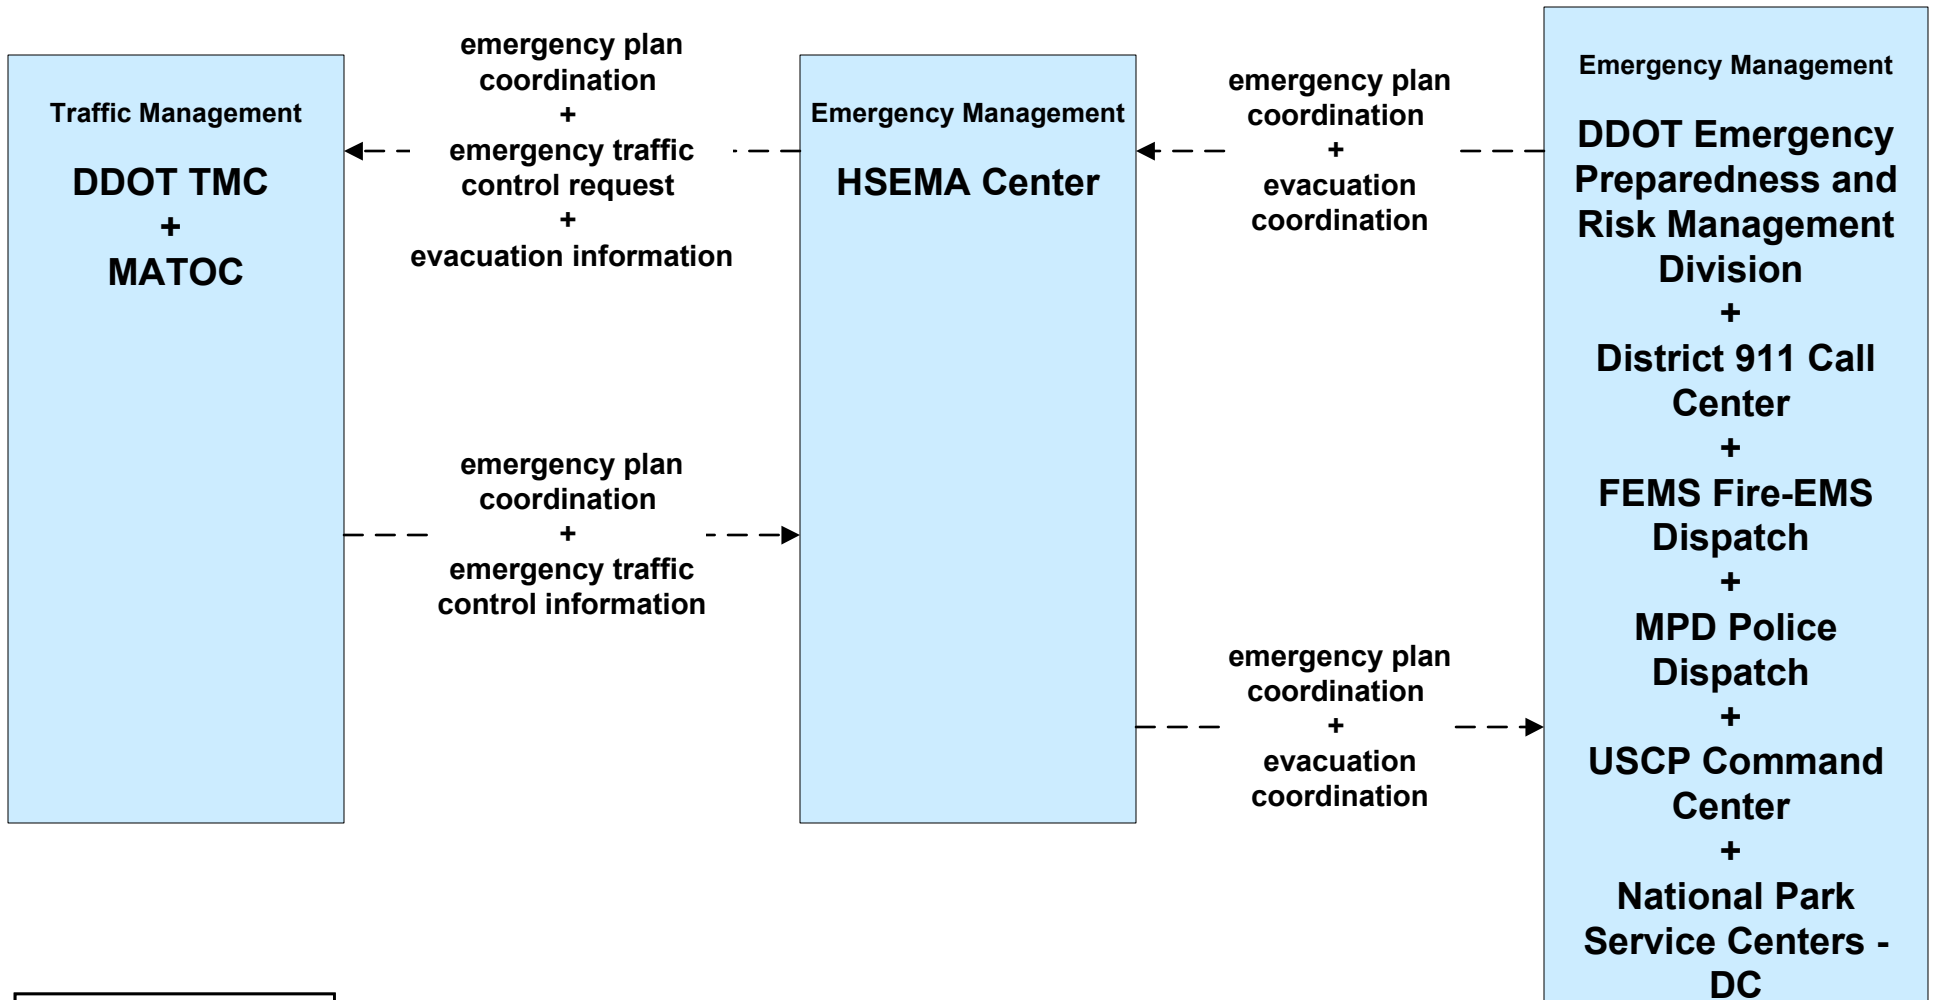 Traffic Management
DDOT TMC
+
MATOC
emergency plan
coordination
+
emergency traffic
control request
+
evacuation information
emergency plan
coordination
+
emergency traffic
control information
Emergency Management
HSEMA Center
emergency plan
coordination
+
evacuation
coordination
emergency plan
coordination
+
evacuation
coordination
Emergency Management
DDOT Emergency
Preparedness and
Risk Management
Division
+
District 911 Call
Center
+
FEMS Fire-EMS
Dispatch
+
MPD Police
Dispatch
+
USCP Command
Center
+
National Park
Service Centers -
DC